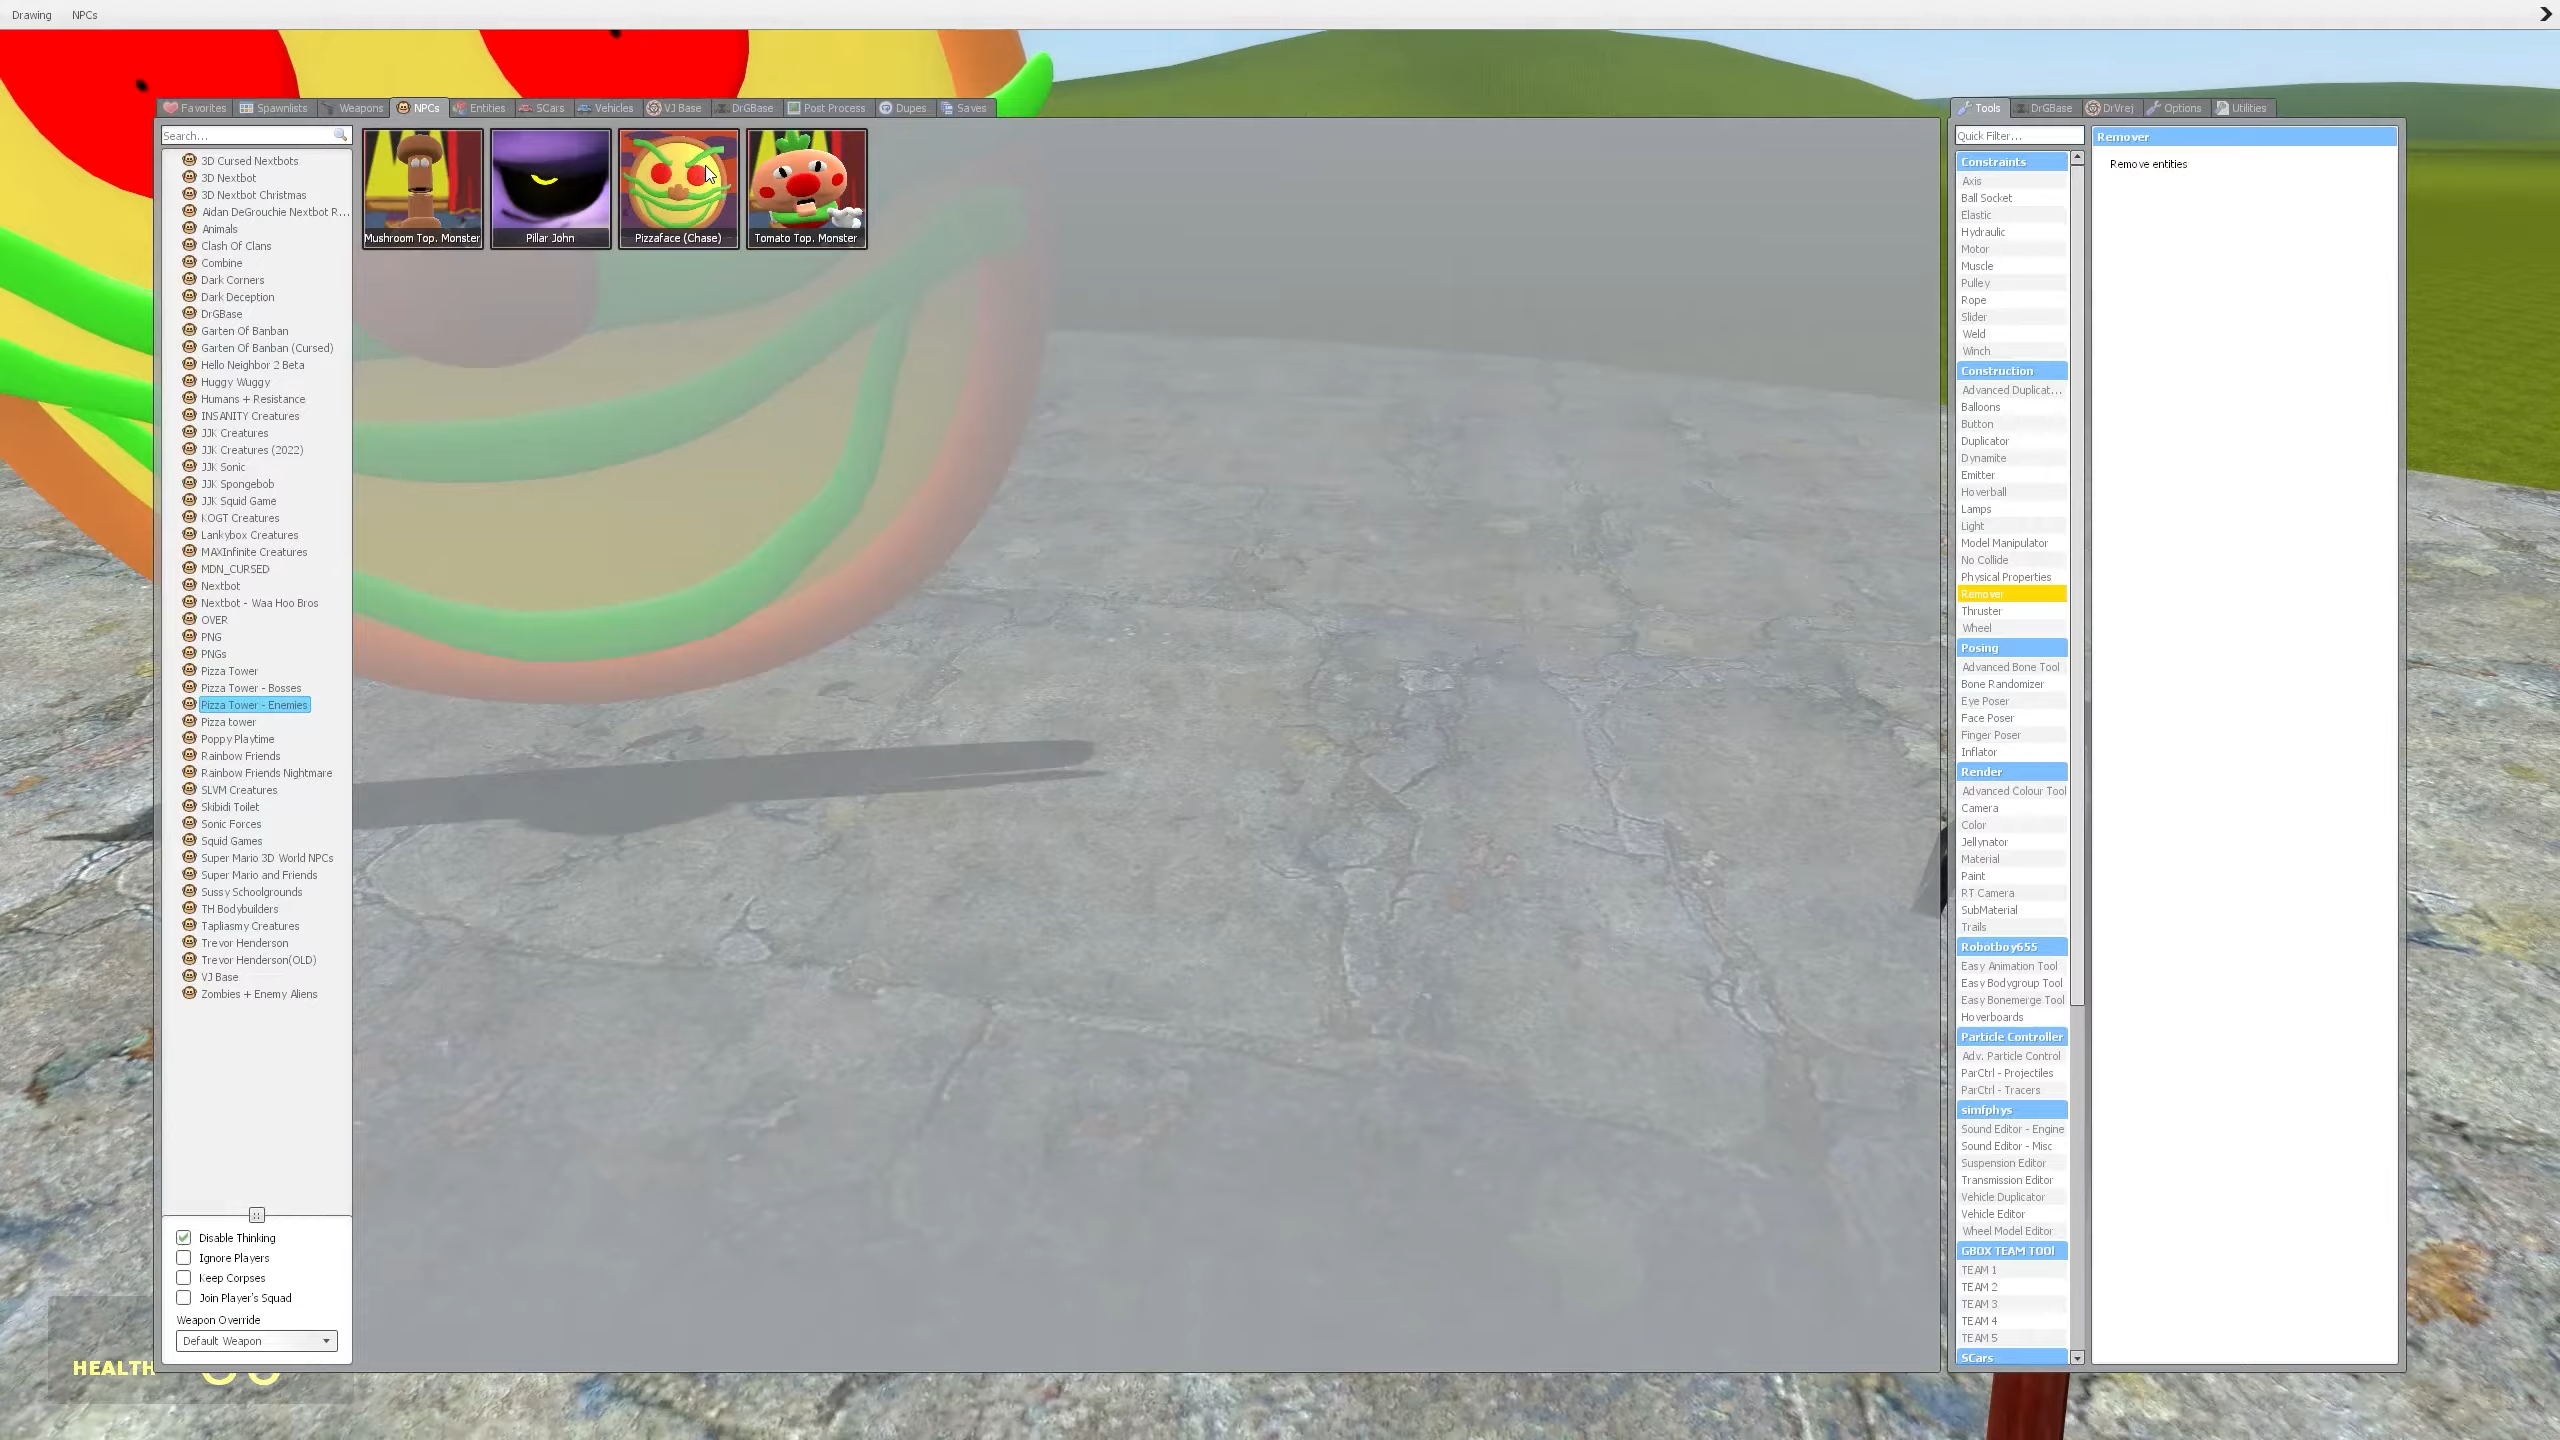 Drawing NPCs
Favorites Spawnlists Weapons NPCs Entities SCars Vehicles VJ Base DrGBase Post Process Dupes Saves
Search...
3D Cursed Nextbots
3D Nextbot
3D Nextbot Christmas
Aidan DeGrouchie Nextbot R...
Animals
Clash Of Clans
Combine
Dark Corners
Dark Deception
DrGBase
Garten Of Banban
Garten Of Banban (Cursed)
Hello Neighbor 2 Beta
Huggy Wuggy
Humans + Resistance
INSANITY Creatures
JJK Creatures
JJK Creatures (2022)
JJK Sonic
JJK Spongebob
JJK Squid Game
KOGT Creatures
Lankybox Creatures
MAXInfinite Creatures
MDN_CURSED
Nextbot
Nextbot - Waa Hoo Bros
OVER
PNG
PNGs
Pizza Tower
Pizza Tower - Bosses
Pizza Tower - Enemies
Pizza tower
Poppy Playtime
Rainbow Friends
Rainbow Friends Nightmare
SLVM Creatures
Skibidi Toilet
Sonic Forces
Squid Games
Super Mario 3D World NPCs
Super Mario and Friends
Sussy Schoolgrounds
TH Bodybuilders
Tapliasmy Creatures
Trevor Henderson
Trevor Henderson(OLD)
VJ Base
Zombies + Enemy Aliens
Disable Thinking
Ignore Players
Keep Corpses
Join Player's Squad
Weapon Override
Default Weapon
HEALTH
Mushroom Top. Monster
Pillar John
Pizzaface (Chase)
Tomato Top. Monster
Tools DrGBase DrVrej Options Utilities
Quick Filter...
Constraints
Axis
Ball Socket
Elastic
Hydraulic
Motor
Muscle
Pulley
Rope
Slider
Weld
Winch
Construction
Advanced Duplicat...
Balloons
Button
Duplicator
Dynamite
Emitter
Hoverball
Lamps
Light
Model Manipulator
No Collide
Physical Properties
Remover
Thruster
Wheel
Posing
Advanced Bone Tool
Bone Randomizer
Eye Poser
Face Poser
Finger Poser
Inflator
Render
Advanced Colour Tool
Camera
Color
Jellynator
Material
Paint
RT Camera
SubMaterial
Trails
Robotboy655
Easy Animation Tool
Easy Bodygroup Tool
Easy Bonemerge Tool
Hoverboards
Particle Controller
Adv. Particle Control
ParCtrl - Projectiles
ParCtrl - Tracers
simfphys
Sound Editor - Engine
Sound Editor - Misc
Suspension Editor
Transmission Editor
Vehicle Duplicator
Vehicle Editor
Wheel Model Editor
GBOX TEAM TOOl
TEAM 1
TEAM 2
TEAM 3
TEAM 4
TEAM 5
SCars
Remover
Remove entities